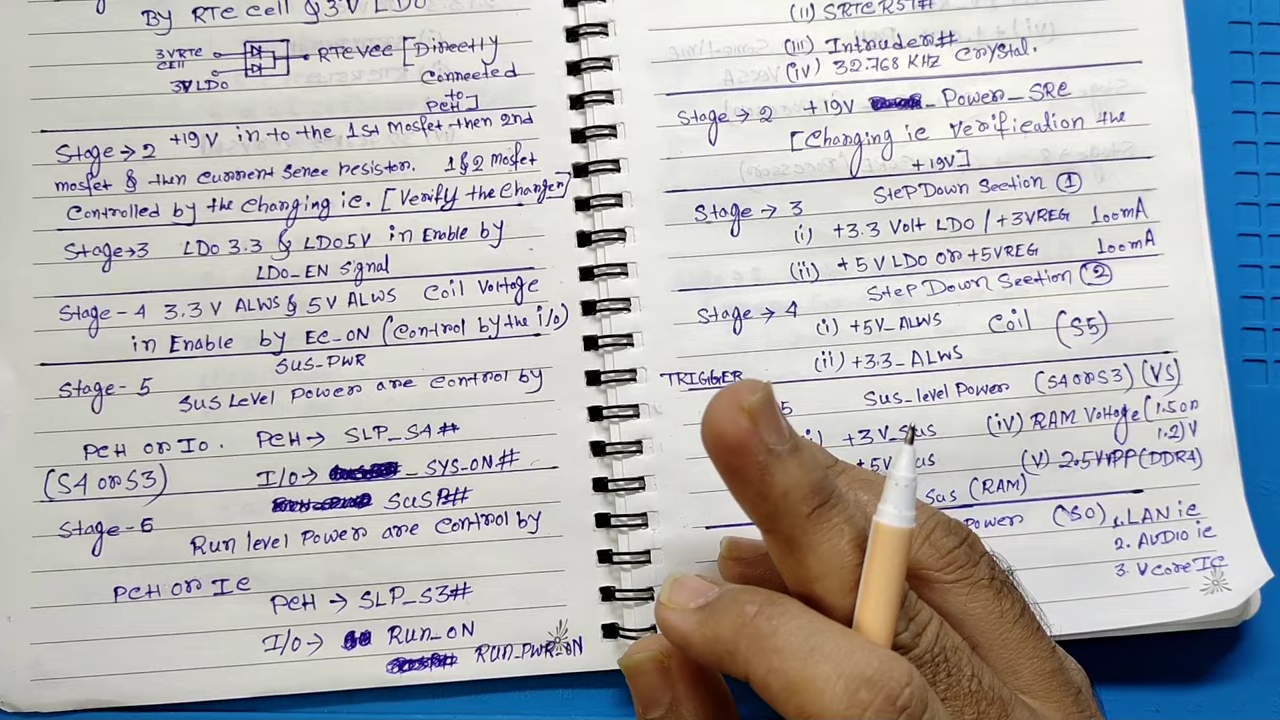 BY RTC Cell & 3V LDO
3VRTC
CEll
3VLDO
RTCVCC [Directly
Connected
to
PCH]
Stage → 2 +19V in to the 1st Mosfet then 2nd
mosfet & then current sence resistor. 1 & 2 mosfet
Controlled by the Charging ic. [Verify the Charger]
Stage → 3 LDO 3.3 & LDO5V in Enable by
LDO_EN Signal
Stage - 4 3.3V ALWS & 5V ALWS Coil Voltage
in Enable by EC_ON (Control by the i/o)
SUS-PWR
Stage - 5 SUS Level Power are control by
PCH or Io. PCH → SLP_S4#
(S4 or S3) I/O → _SYS_ON#
SUSP#
Stage - 6 Run level Power are control by
PCH or IC
PCH → SLP_S3#
I/O → Run_ON
RUN_PWR_ON
(ii) SRTCRST#
(iii) Intruder#
(iv) 32.768 KHZ Crystal.
Stage → 2 +19V - Power_SRC
[Charging ic Verification the
+19V]
Step Down Section ①
Stage → 3
(i) +3.3 Volt LDO / +3VREG 100mA
(ii) +5V LDO or +5VREG 100mA
Step Down Section ②
Stage → 4
(i) +5V_ALWS Coil (S5)
(ii) +3.3_ALWS
TRIGGER
5 Sus_level Power (S4 or S3) (VS)
+3V_SUS (iv) RAM Voltage (1.5 or
1.2)V
+5V (v) 2.5VPP (DDR4)
Sus (RAM)
Power (S0) 1. LAN ic
2. AUDIO ic
3. Vcore IC